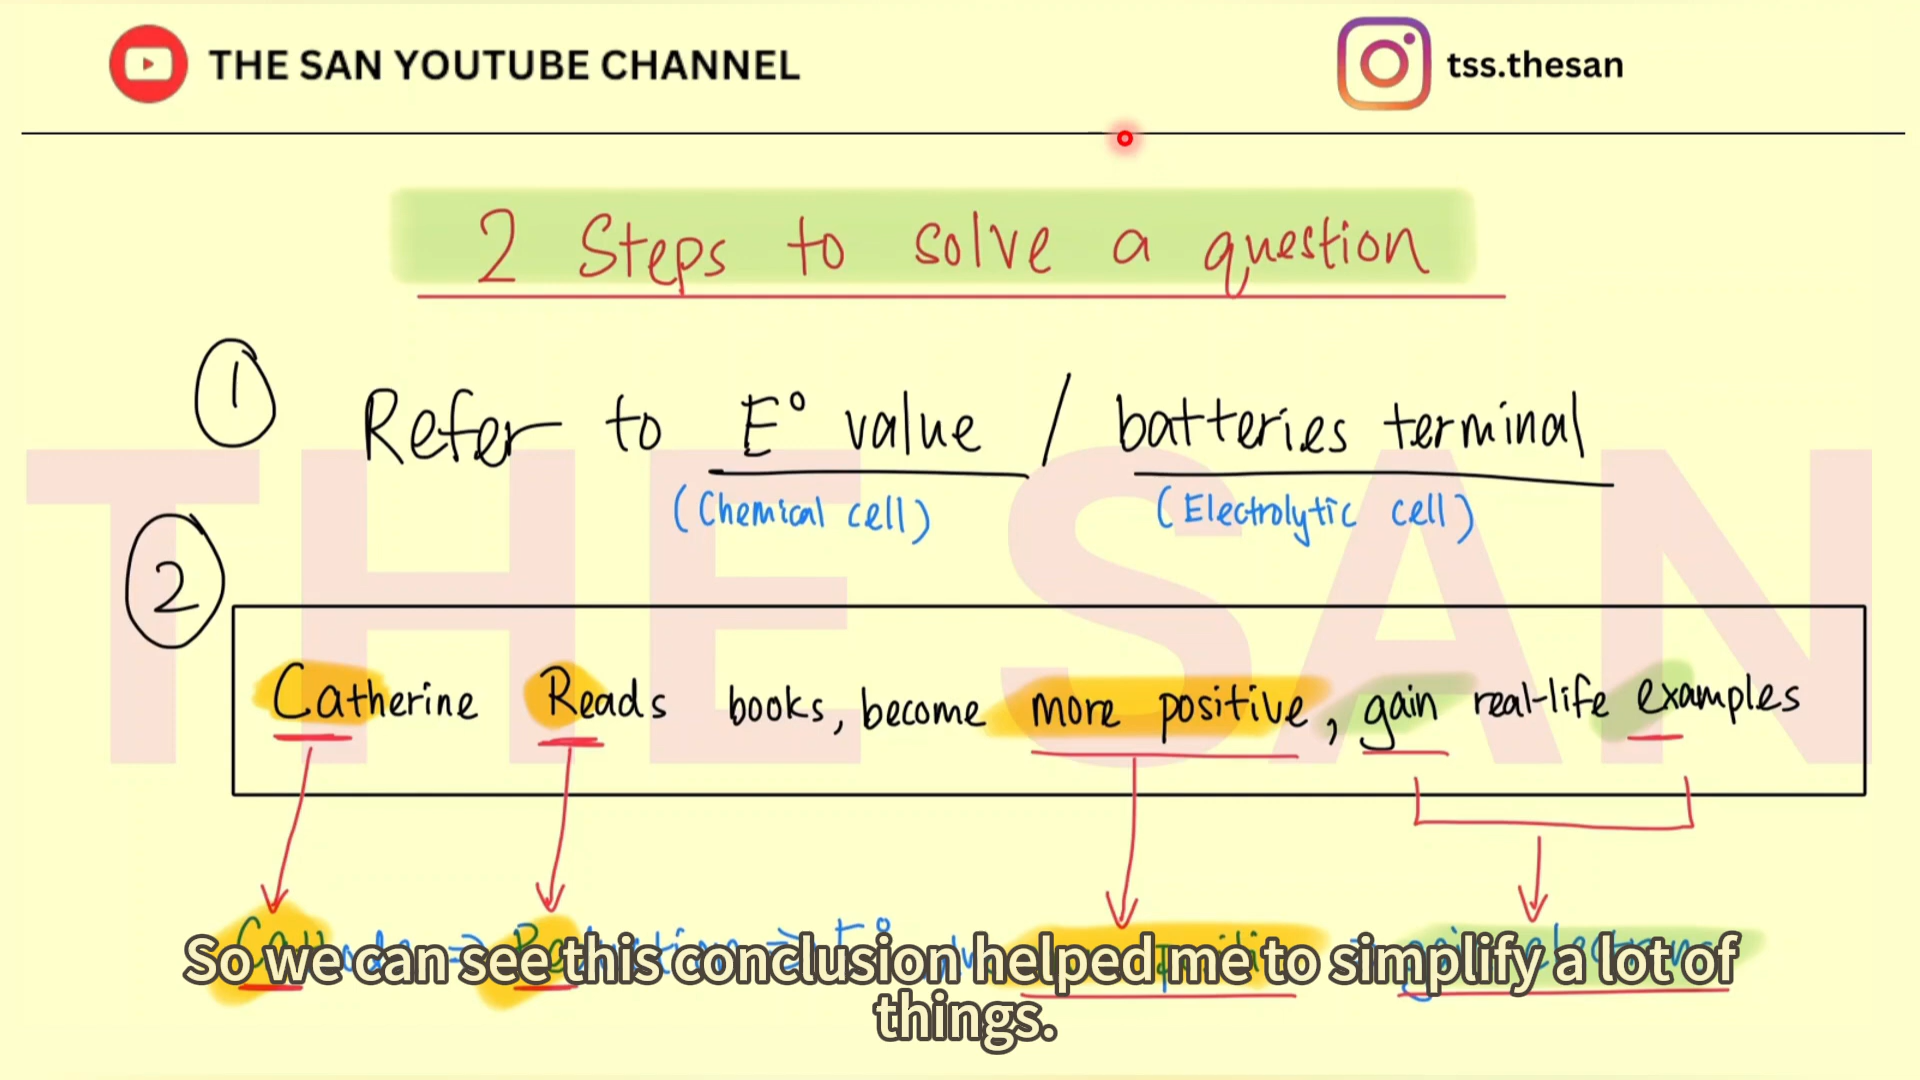 THE SAN YOUTUBE CHANNEL
tss.thesan
2 Steps to solve a question
1
Refer to E° value / batteries terminal
(Chemical cell) (Electrolytic cell)
2
Catherine Reads books, become more positive, gain real-life examples
So we can see this conclusion helped me to simplify a lot of
things.
THE SAN